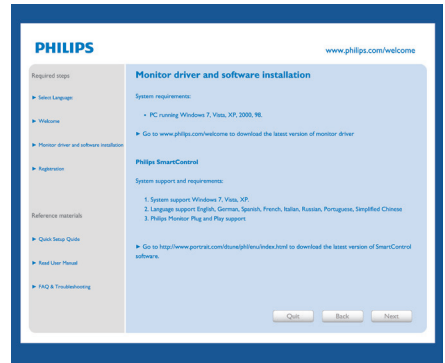 PHILIPS
www.philips.com/welcome
Required steps
► Select Language:
► Welcome
► Monitor driver and software installation
► Registeration
Reference materials
► Quick Setup Quide
► Read User Manual
► FAQ & Troubleshooting
Monitor driver and software installation
System requirements:
• PC running Windows 7, Vista, XP, 2000, 98.
► Go to www.philips.com/welcome to download the latest version of monitor driver
Philips SmartControl
System support and requirements:
1. System support Windows 7, Vista, XP.
2. Language support English, German, Spanish, French, Italian, Russian, Portuguese, Simplified Chinese
3. Philips Monitor Plug and Play support
► Go to http://www.portrait.com/dtune/phl/enu/index.html to download the latest version of SmartControl
software.
Quit
Back
Next